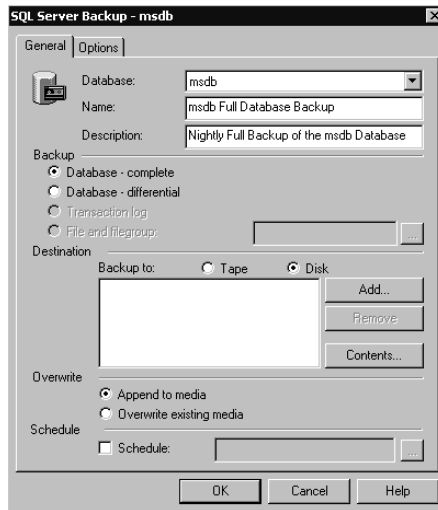 SQL Server Backup - msdb
General
Options
Database: msdb
Name: msdb Full Database Backup
Description: Nightly Full Backup of the msdb Database
Backup
Database - complete
Database - differential
Transaction log
File and filegroup: ...
Destination
Backup to: Tape Disk
Add...
Remove
Contents...
Overwrite
Append to media
Overwrite existing media
Schedule
Schedule: ...
OK Cancel Help